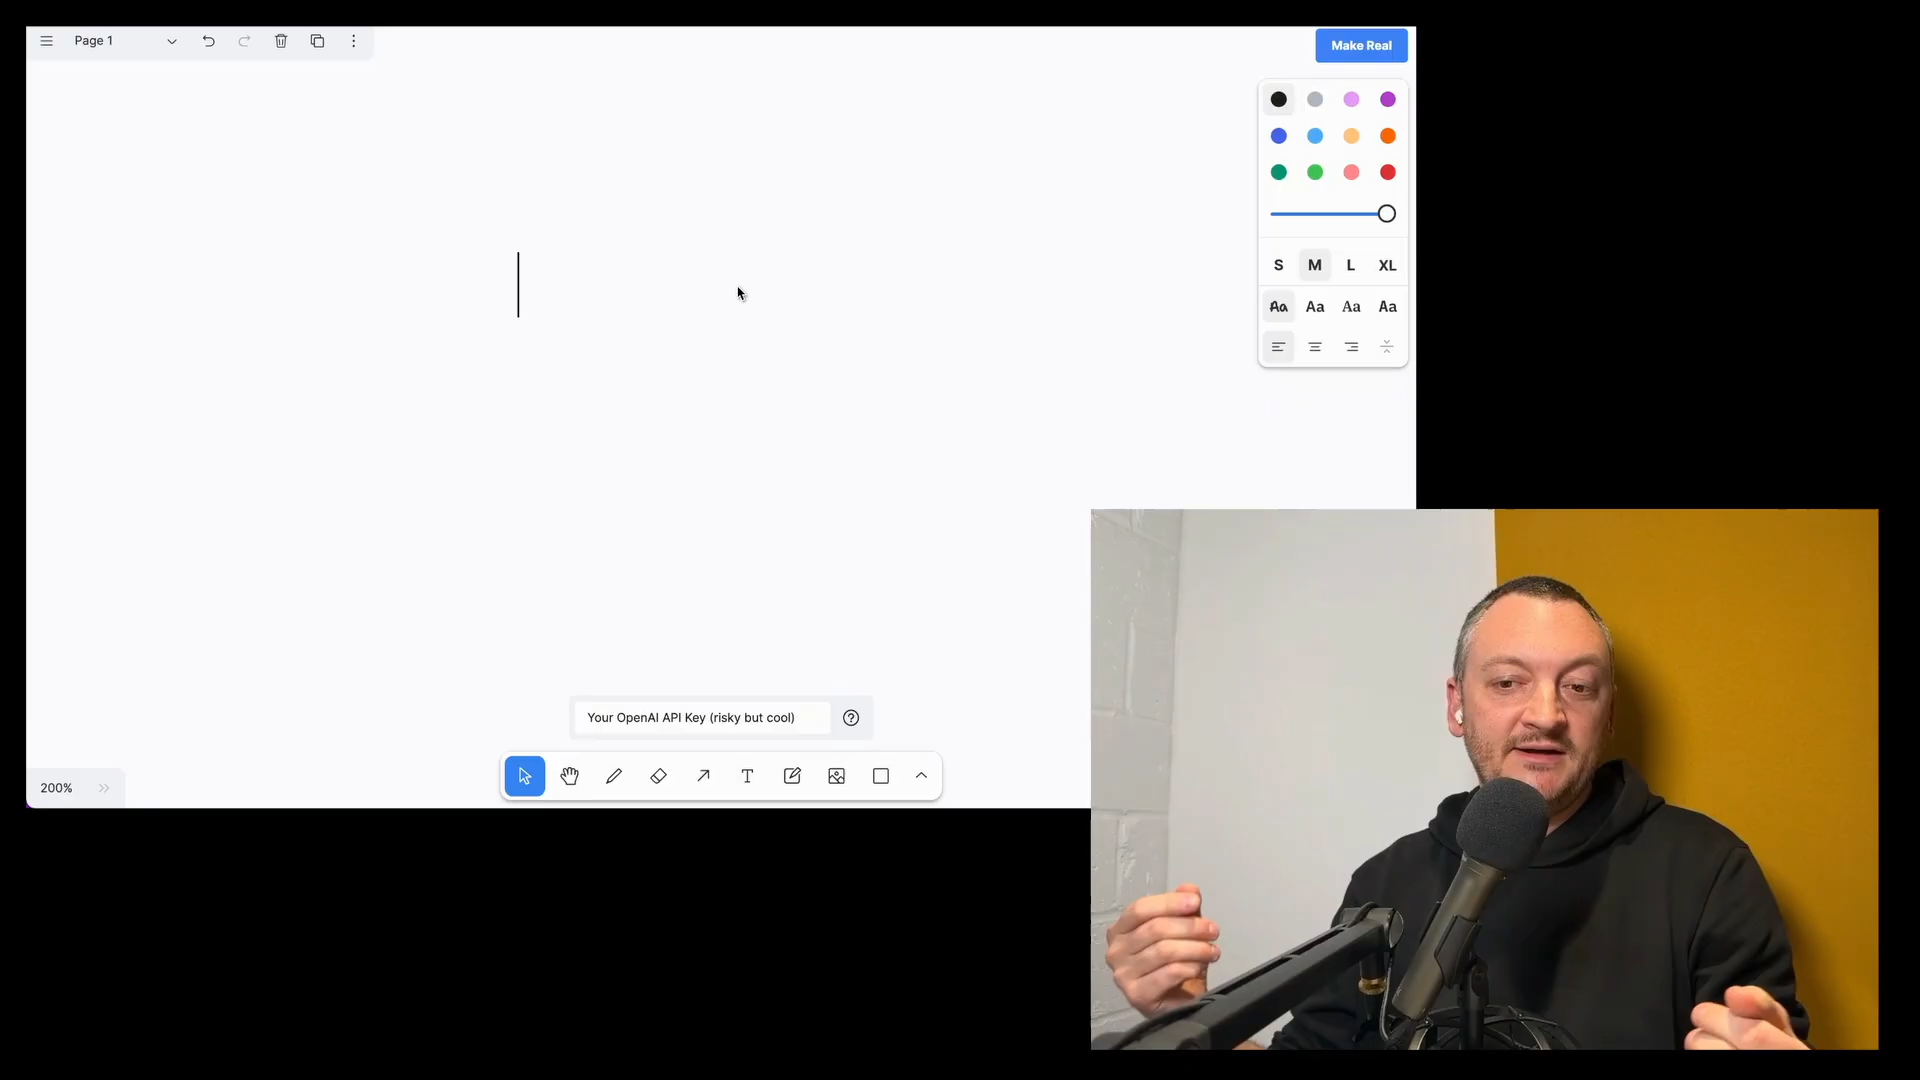 Page 1
Make Real
S M L XL
Aa Aa Aa Aa
Your OpenAI API Key (risky but cool)
200%